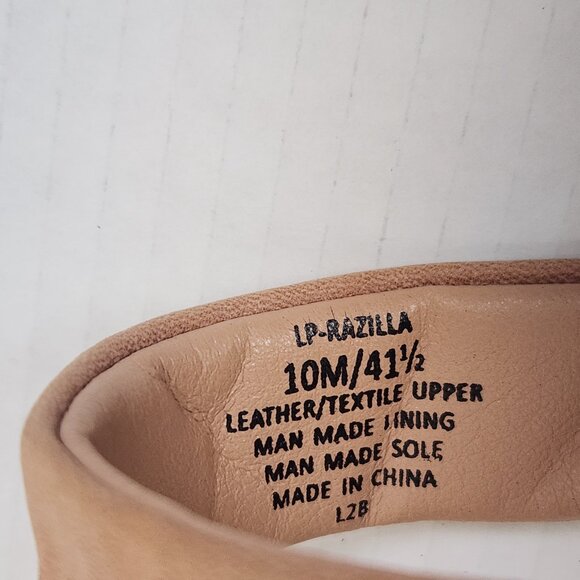 LP-RAZILLA
10M/41½
LEATHER/TEXTILE UPPER
MAN MADE LINING
MAN MADE SOLE
MADE IN CHINA
L2B